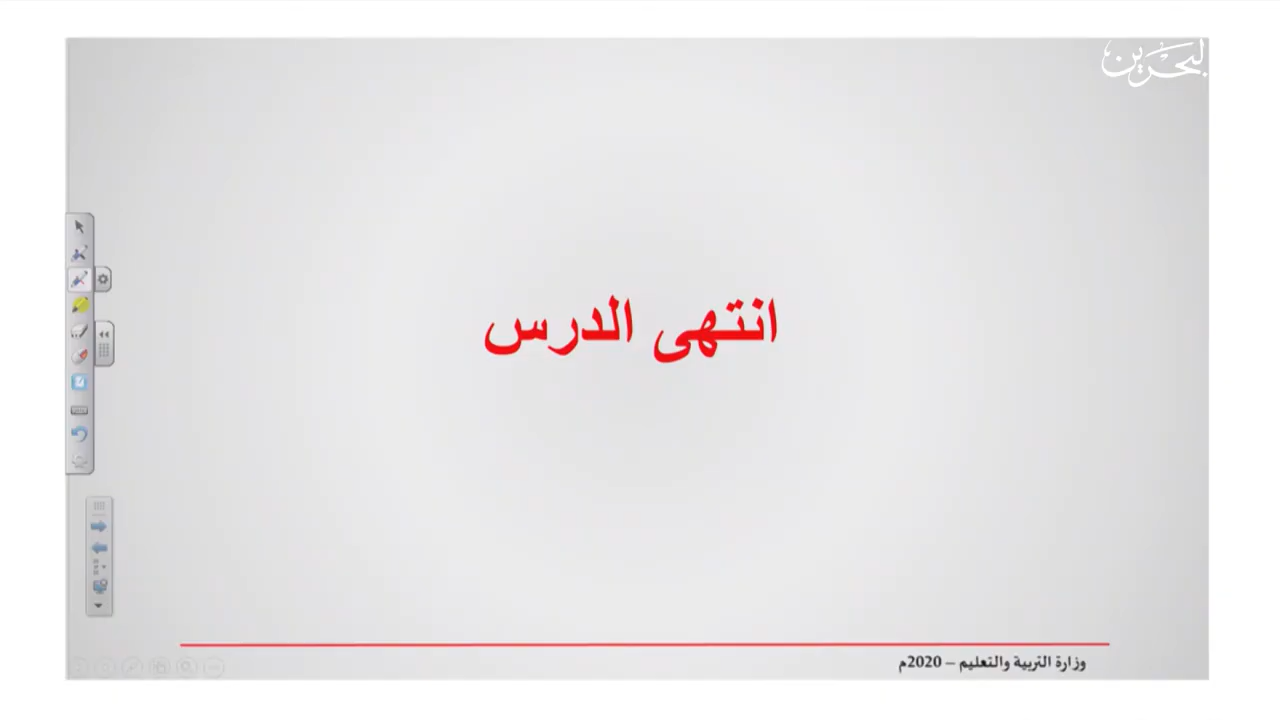 البحرين
انتهى الدرس
وزارة التربية والتعليم – 2020م